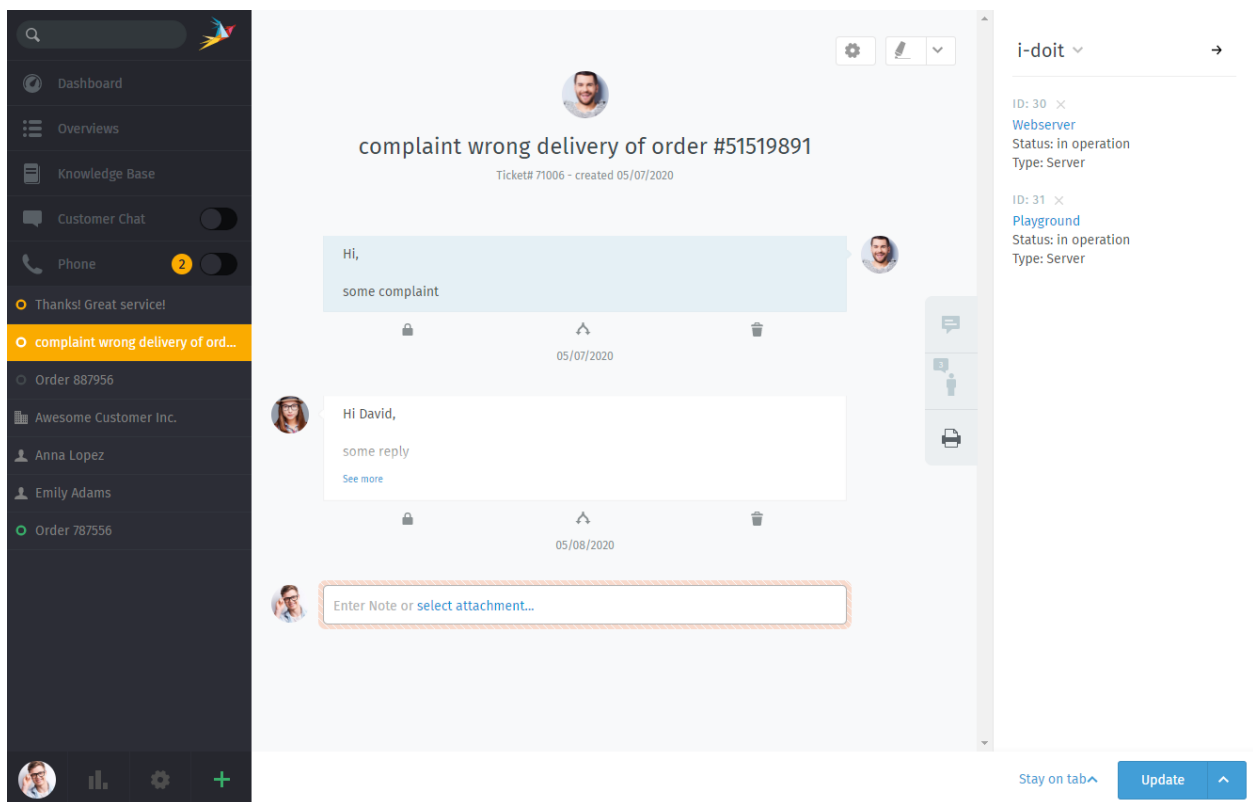 Dashboard
Overviews
Knowledge Base
Customer Chat
Phone 2
Thanks! Great service!
complaint wrong delivery of ord...
Order 887956
Awesome Customer Inc.
Anna Lopez
Emily Adams
Order 787556
complaint wrong delivery of order #51519891
Ticket# 71006 - created 05/07/2020
Hi,
some complaint
05/07/2020
Hi David,
some reply
See more
05/08/2020
Enter Note or select attachment...
i-doit
ID: 30
Webserver
Status: in operation
Type: Server
ID: 31
Playground
Status: in operation
Type: Server
Stay on tab
Update